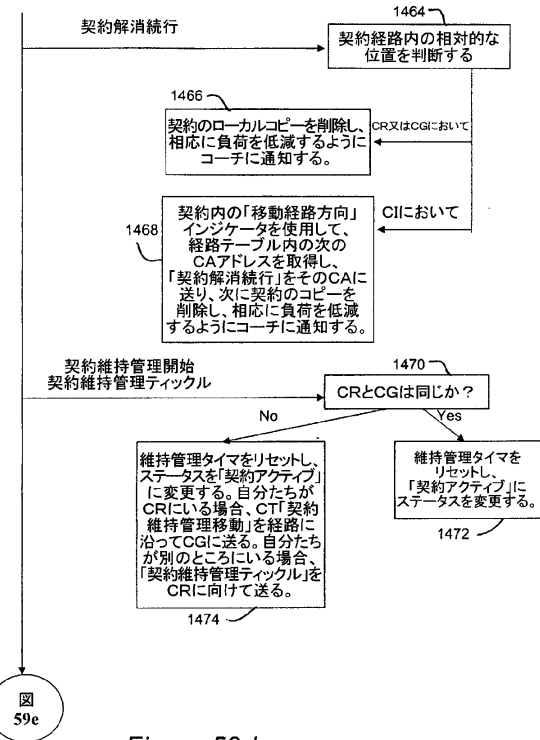 契約解消続行
1464
契約経路内の相対的な
位置を判断する
1466
契約のローカルコピーを削除し、
相応に負荷を低減するように
コーチに通知する。
CR又はCGにおいて
1468
契約内の「移動経路方向」
インジケータを使用して、
経路テーブル内の次の
CAアドレスを取得し、
「契約解消続行」をそのCAに
送り、次に契約のコピーを
削除し、相応に負荷を低減
するようにコーチに通知する。
CIにおいて
契約維持管理開始
契約維持管理ティックル
1470
CRとCGは同じか？
No
Yes
維持管理タイマをリセットし、
ステータスを「契約アクティブ」
に変更する。自分たちが
CRにいる場合、CT「契約
維持管理移動」を経路に
沿ってCGに送る。自分たち
が別のところにいる場合、
「契約維持管理ティックル」を
CRに向けて送る。
1474
維持管理タイマを
リセットし、
「契約アクティブ」に
ステータスを変更する。
1472
図
59e